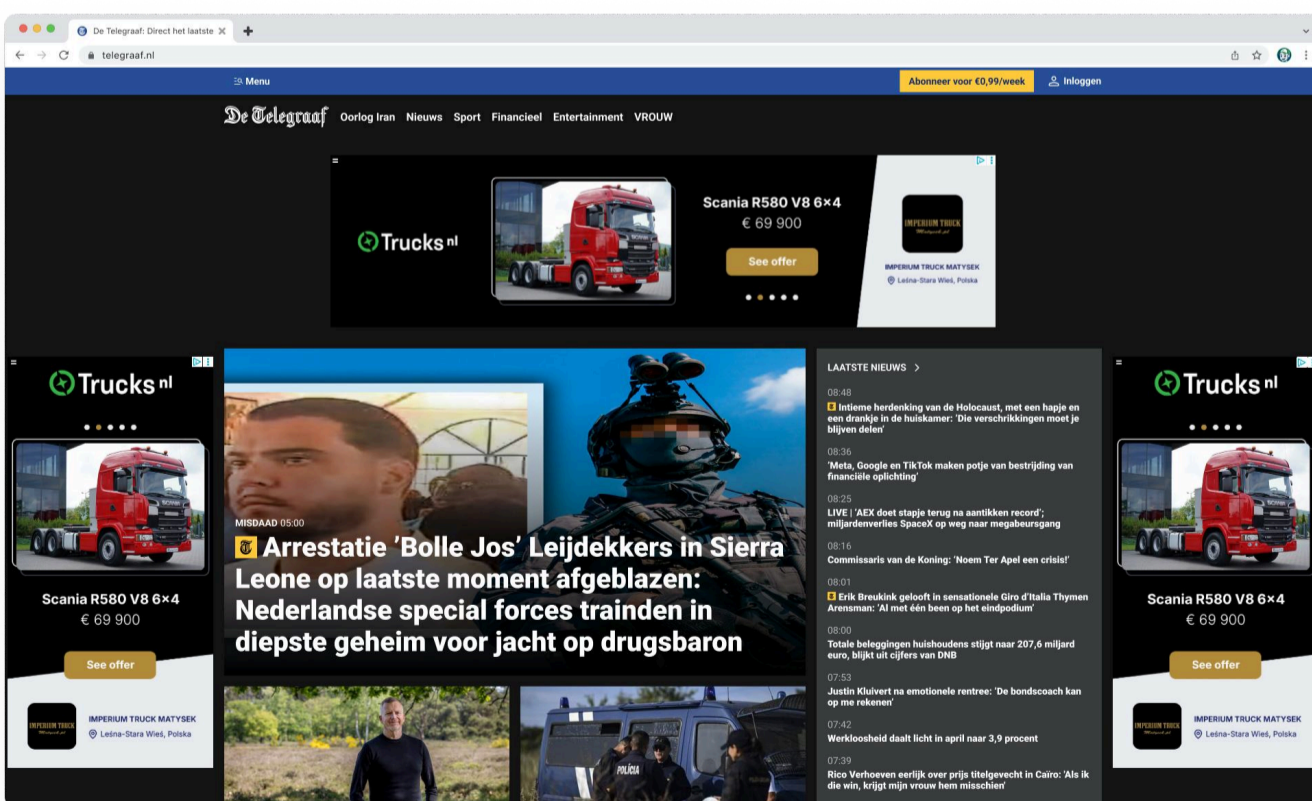 De Telegraaf: Direct het laatste
telegraaf.nl
Menu
Abonneer voor €0,99/week
Inloggen
De Telegraaf
Oorlog Iran Nieuws Sport Financieel Entertainment VROUW
Trucks nl
Scania R580 V8 6×4
€ 69 900
See offer
IMPERIUM TRUCK
Matysek.pl
IMPERIUM TRUCK MATYSEK
Leśna-Stara Wieś, Polska
Trucks nl
SCANIA
Scania R580 V8 6×4
€ 69 900
See offer
IMPERIUM TRUCK
IMPERIUM TRUCK MATYSEK
Leśna-Stara Wieś, Polska
MISDAAD 05:00
Arrestatie 'Bolle Jos' Leijdekkers in Sierra
Leone op laatste moment afgeblazen:
Nederlandse special forces trainden in
diepste geheim voor jacht op drugsbaron
POLÍCIA
LAATSTE NIEUWS
08:48
Intieme herdenking van de Holocaust, met een hapje en
een drankje in de huiskamer: 'Die verschrikkingen moet je
blijven delen'
08:36
'Meta, Google en TikTok maken potje van bestrijding van
financiële oplichting'
08:25
LIVE | 'AEX doet stapje terug na aantikken record';
miljardenverlies SpaceX op weg naar megabeursgang
08:16
Commissaris van de Koning: 'Noem Ter Apel een crisis!'
08:01
Erik Breukink gelooft in sensationele Giro d'Italia Thymen
Arensman: 'Al met één been op het eindpodium'
08:00
Totale beleggingen huishoudens stijgt naar 207,6 miljard
euro, blijkt uit cijfers van DNB
07:53
Justin Kluivert na emotionele rentree: 'De bondscoach kan
op me rekenen'
07:42
Werkloosheid daalt licht in april naar 3,9 procent
07:39
Rico Verhoeven eerlijk over prijs titelgevecht in Caïro: 'Als ik
die win, krijgt mijn vrouw hem misschien'
Trucks nl
SCANIA
Scania R580 V8 6×4
€ 69 900
See offer
IMPERIUM TRUCK
IMPERIUM TRUCK MATYSEK
Leśna-Stara Wieś, Polska